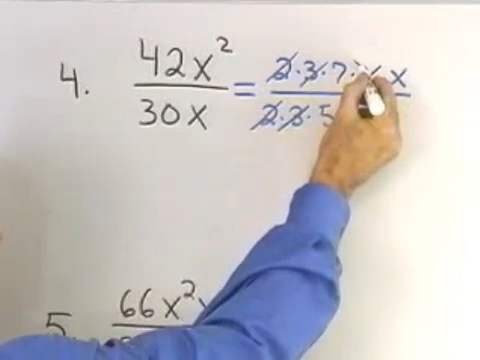 4. 42x² / 30x = 2·3·7·x·x / 2·3·5
5 66x²